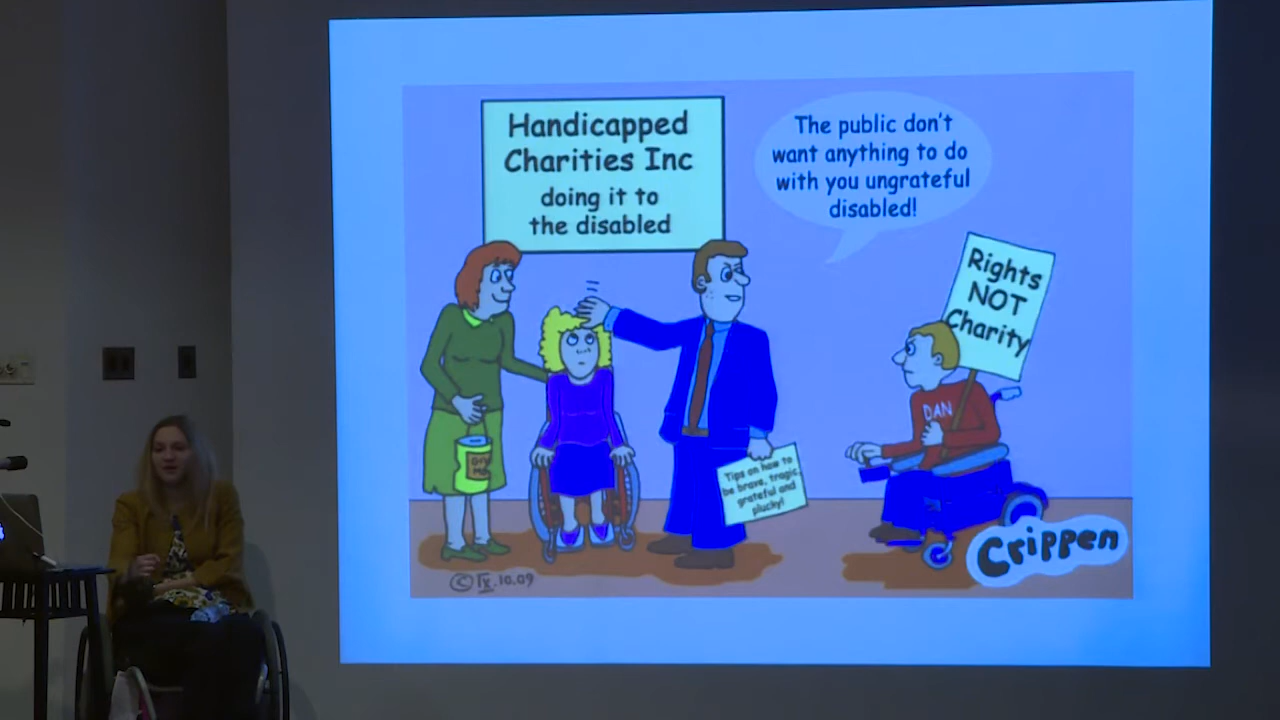 Handicapped
Charities Inc
doing it to
the disabled
The public don't
want anything to do
with you ungrateful
disabled!
Rights
NOT
Charity
DAN
Tips on how to
be brave, tragic,
grateful and
plucky!
Crippen
© IX.10.09